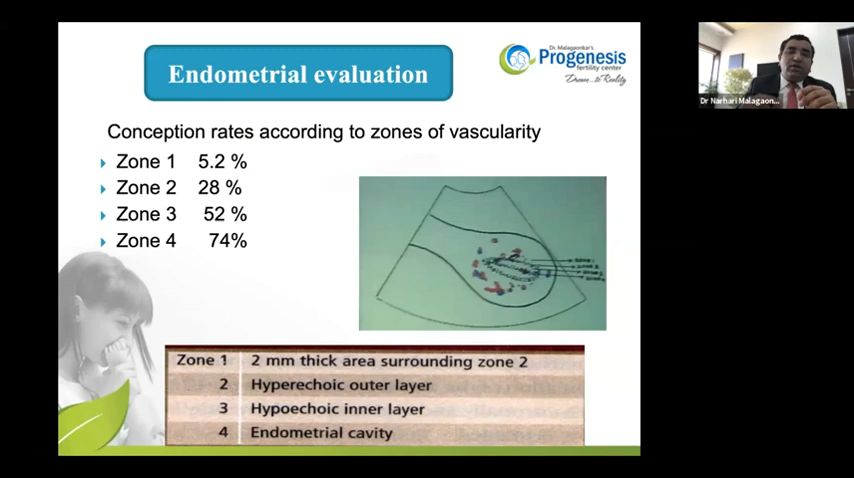 Endometrial evaluation
Dr. Malagaonkar's
Progenesis
fertility center
Dream...to Reality
Dr Narhari Malagaon...
Conception rates according to zones of vascularity
Zone 1 5.2 %
Zone 2 28 %
Zone 3 52 %
Zone 4 74%
Zone 1 2 mm thick area surrounding zone 2
2 Hyperechoic outer layer
3 Hypoechoic inner layer
4 Endometrial cavity